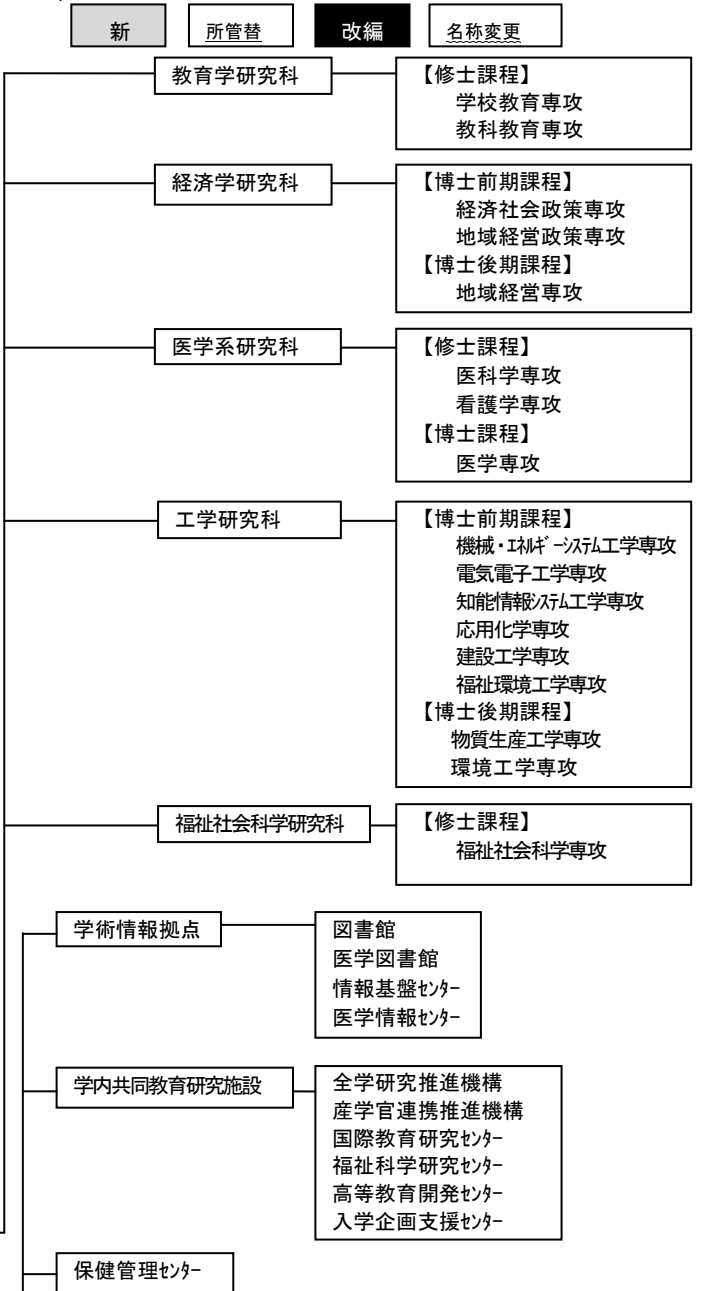 新 所管替 改編 名称変更
教育学研究科
【修士課程】
学校教育専攻
教科教育専攻
経済学研究科
【博士前期課程】
経済社会政策専攻
地域経営政策専攻
【博士後期課程】
地域経営専攻
医学系研究科
【修士課程】
医科学専攻
看護学専攻
【博士課程】
医学専攻
工学研究科
【博士前期課程】
機械・ｴﾈﾙｷﾞｰｼｽﾃﾑ工学専攻
電気電子工学専攻
知能情報ｼｽﾃﾑ工学専攻
応用化学専攻
建設工学専攻
福祉環境工学専攻
【博士後期課程】
物質生産工学専攻
環境工学専攻
福祉社会科学研究科
【修士課程】
福祉社会科学専攻
学術情報拠点
図書館
医学図書館
情報基盤ｾﾝﾀｰ
医学情報ｾﾝﾀｰ
学内共同教育研究施設
全学研究推進機構
産学官連携推進機構
国際教育研究ｾﾝﾀｰ
福祉科学研究ｾﾝﾀｰ
高等教育開発ｾﾝﾀｰ
入学企画支援ｾﾝﾀｰ
保健管理ｾﾝﾀｰ